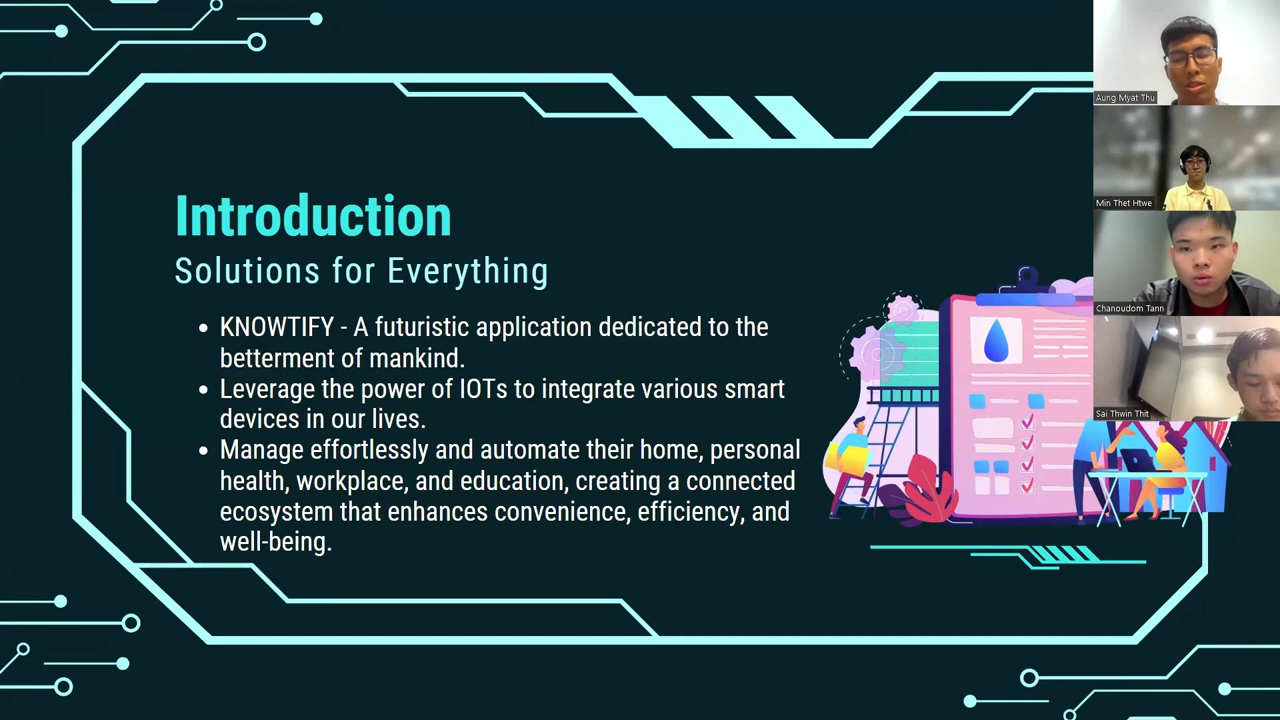 Introduction
Solutions for Everything
• KNOWTIFY - A futuristic application dedicated to the
betterment of mankind.
• Leverage the power of IOTs to integrate various smart
devices in our lives.
• Manage effortlessly and automate their home, personal
health, workplace, and education, creating a connected
ecosystem that enhances convenience, efficiency, and
well-being.
Aung Myat Thu
Min Thet Htwe
Chanoudom Tann
Sai Thwin Thit